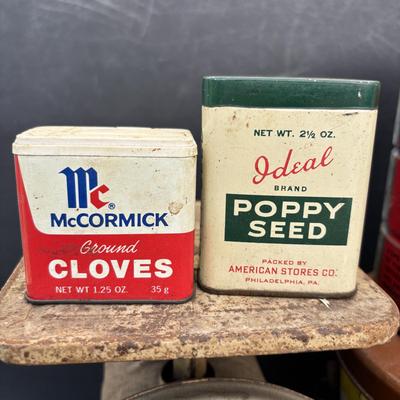 Mc®
McCORMICK
Ground
CLOVES
NET WT 1.25 OZ. 35 g
NET WT. 2½ OZ.
Ideal
BRAND
POPPY
SEED
PACKED BY
AMERICAN STORES CO.
PHILADELPHIA, PA.